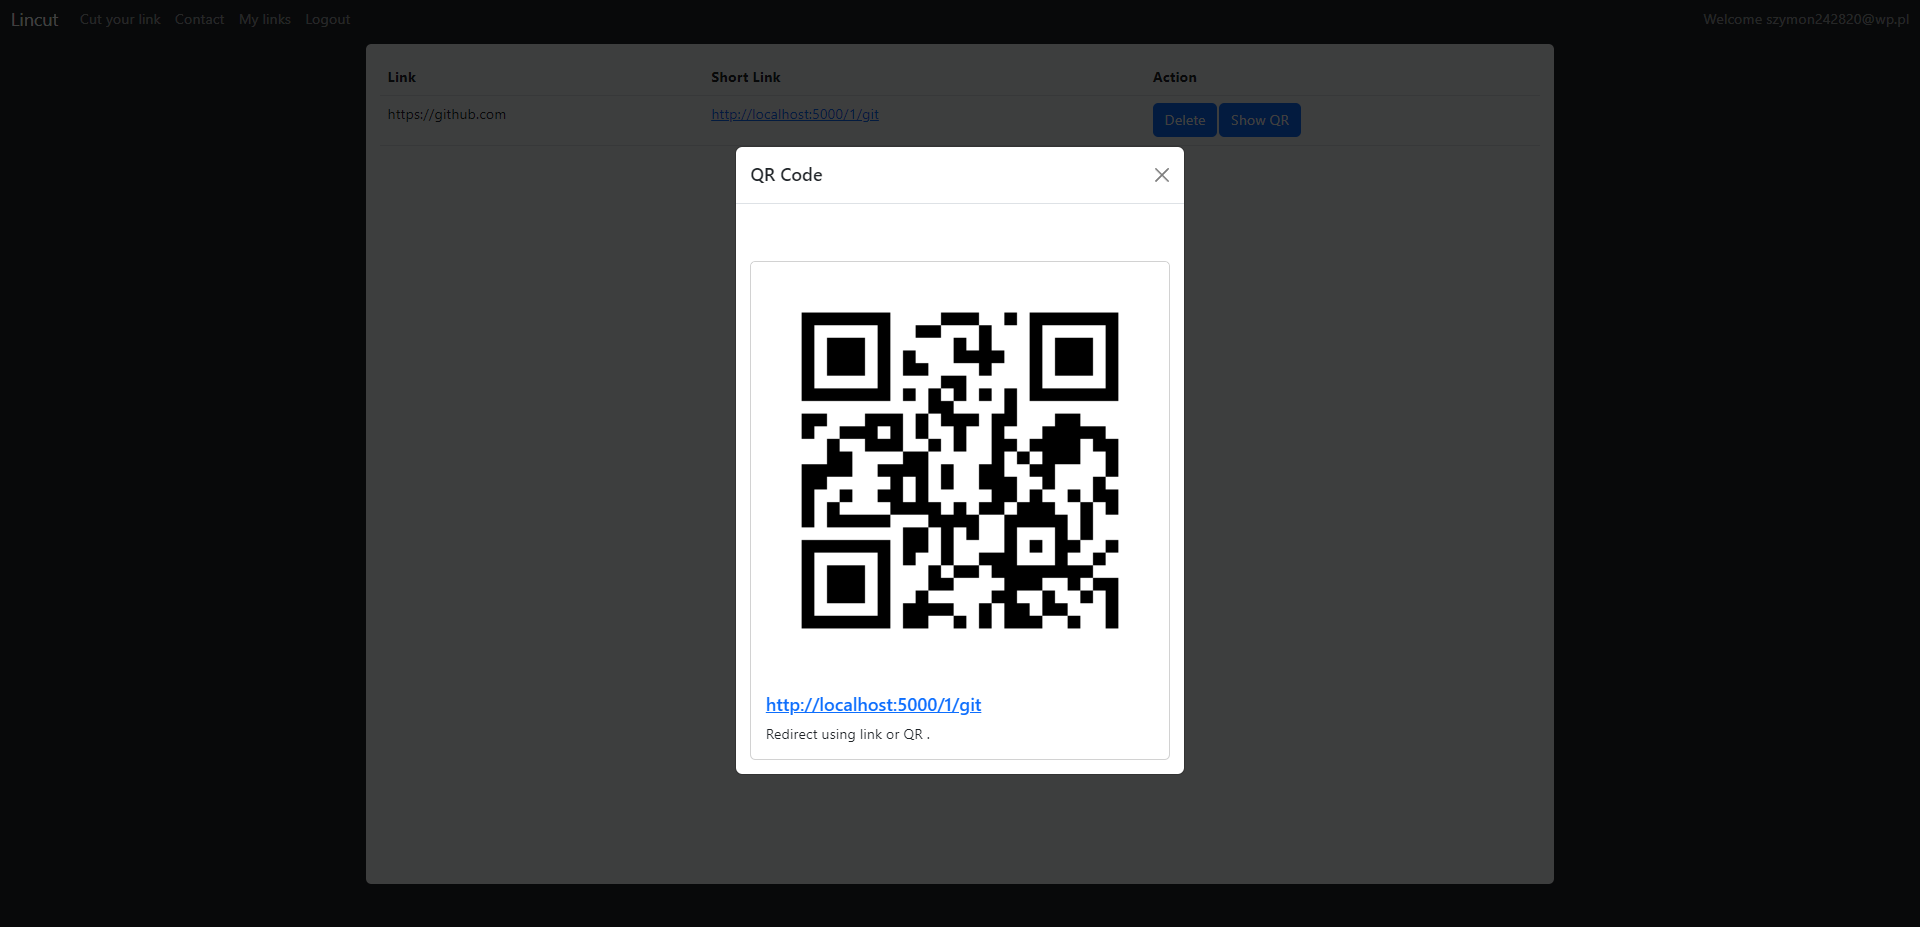 Lincut Cut your link Contact My links Logout Welcome szymon242820@wp.pl
Link Short Link Action
https://github.com http://localhost:5000/1/git Delete Show QR
QR Code
http://localhost:5000/1/git
Redirect using link or QR .